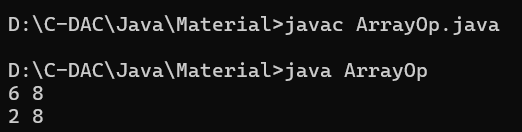 D:\C-DAC\Java\Material>javac ArrayOp.java
D:\C-DAC\Java\Material>java ArrayOp
6 8
2 8